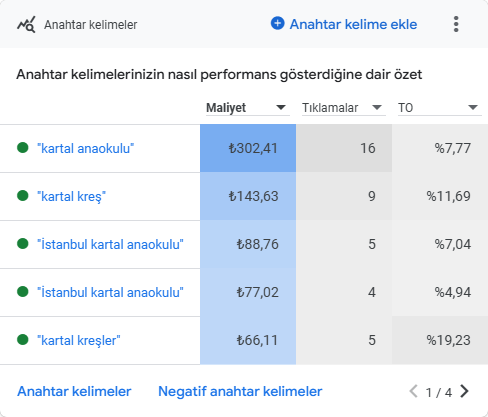 Anahtar kelimeler
Anahtar kelime ekle
Anahtar kelimelerinizin nasıl performans gösterdiğine dair özet
Maliyet Tıklamalar TO
"kartal anaokulu" ₺302,41 16 %7,77
"kartal kreş" ₺143,63 9 %11,69
"İstanbul kartal anaokulu" ₺88,76 5 %7,04
"İstanbul kartal anaokulu" ₺77,02 4 %4,94
"kartal kreşler" ₺66,11 5 %19,23
Anahtar kelimeler Negatif anahtar kelimeler 1 / 4